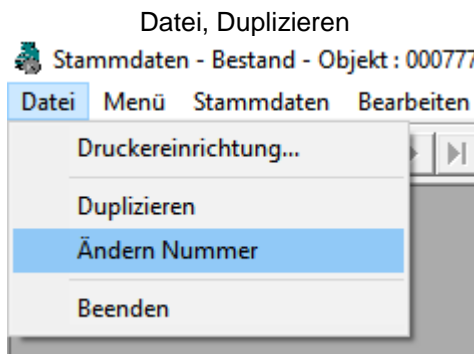 Datei, Duplizieren
Stammdaten - Bestand - Objekt : 000777
Datei Menü Stammdaten Bearbeiten
Druckereinrichtung...
Duplizieren
Ändern Nummer
Beenden